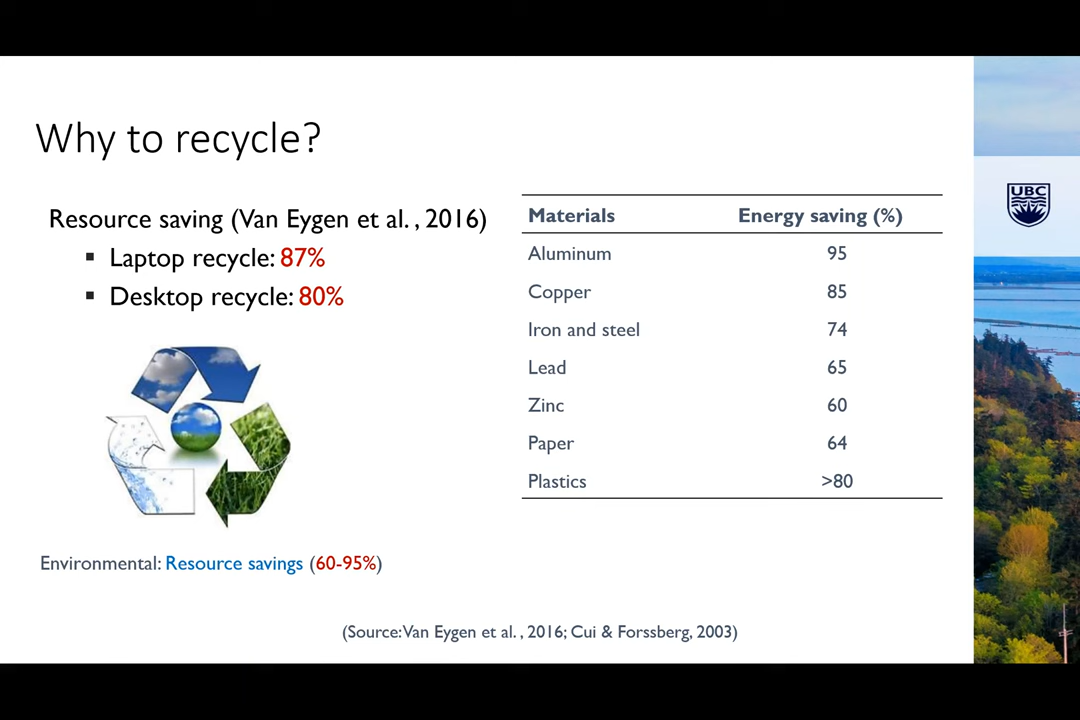 Why to recycle?
Resource saving (Van Eygen et al. , 2016)
▪ Laptop recycle: 87%
▪ Desktop recycle: 80%
Environmental: Resource savings (60-95%)
Materials Energy saving (%)
Aluminum 95
Copper 85
Iron and steel 74
Lead 65
Zinc 60
Paper 64
Plastics >80
(Source: Van Eygen et al. , 2016; Cui & Forssberg, 2003)
UBC